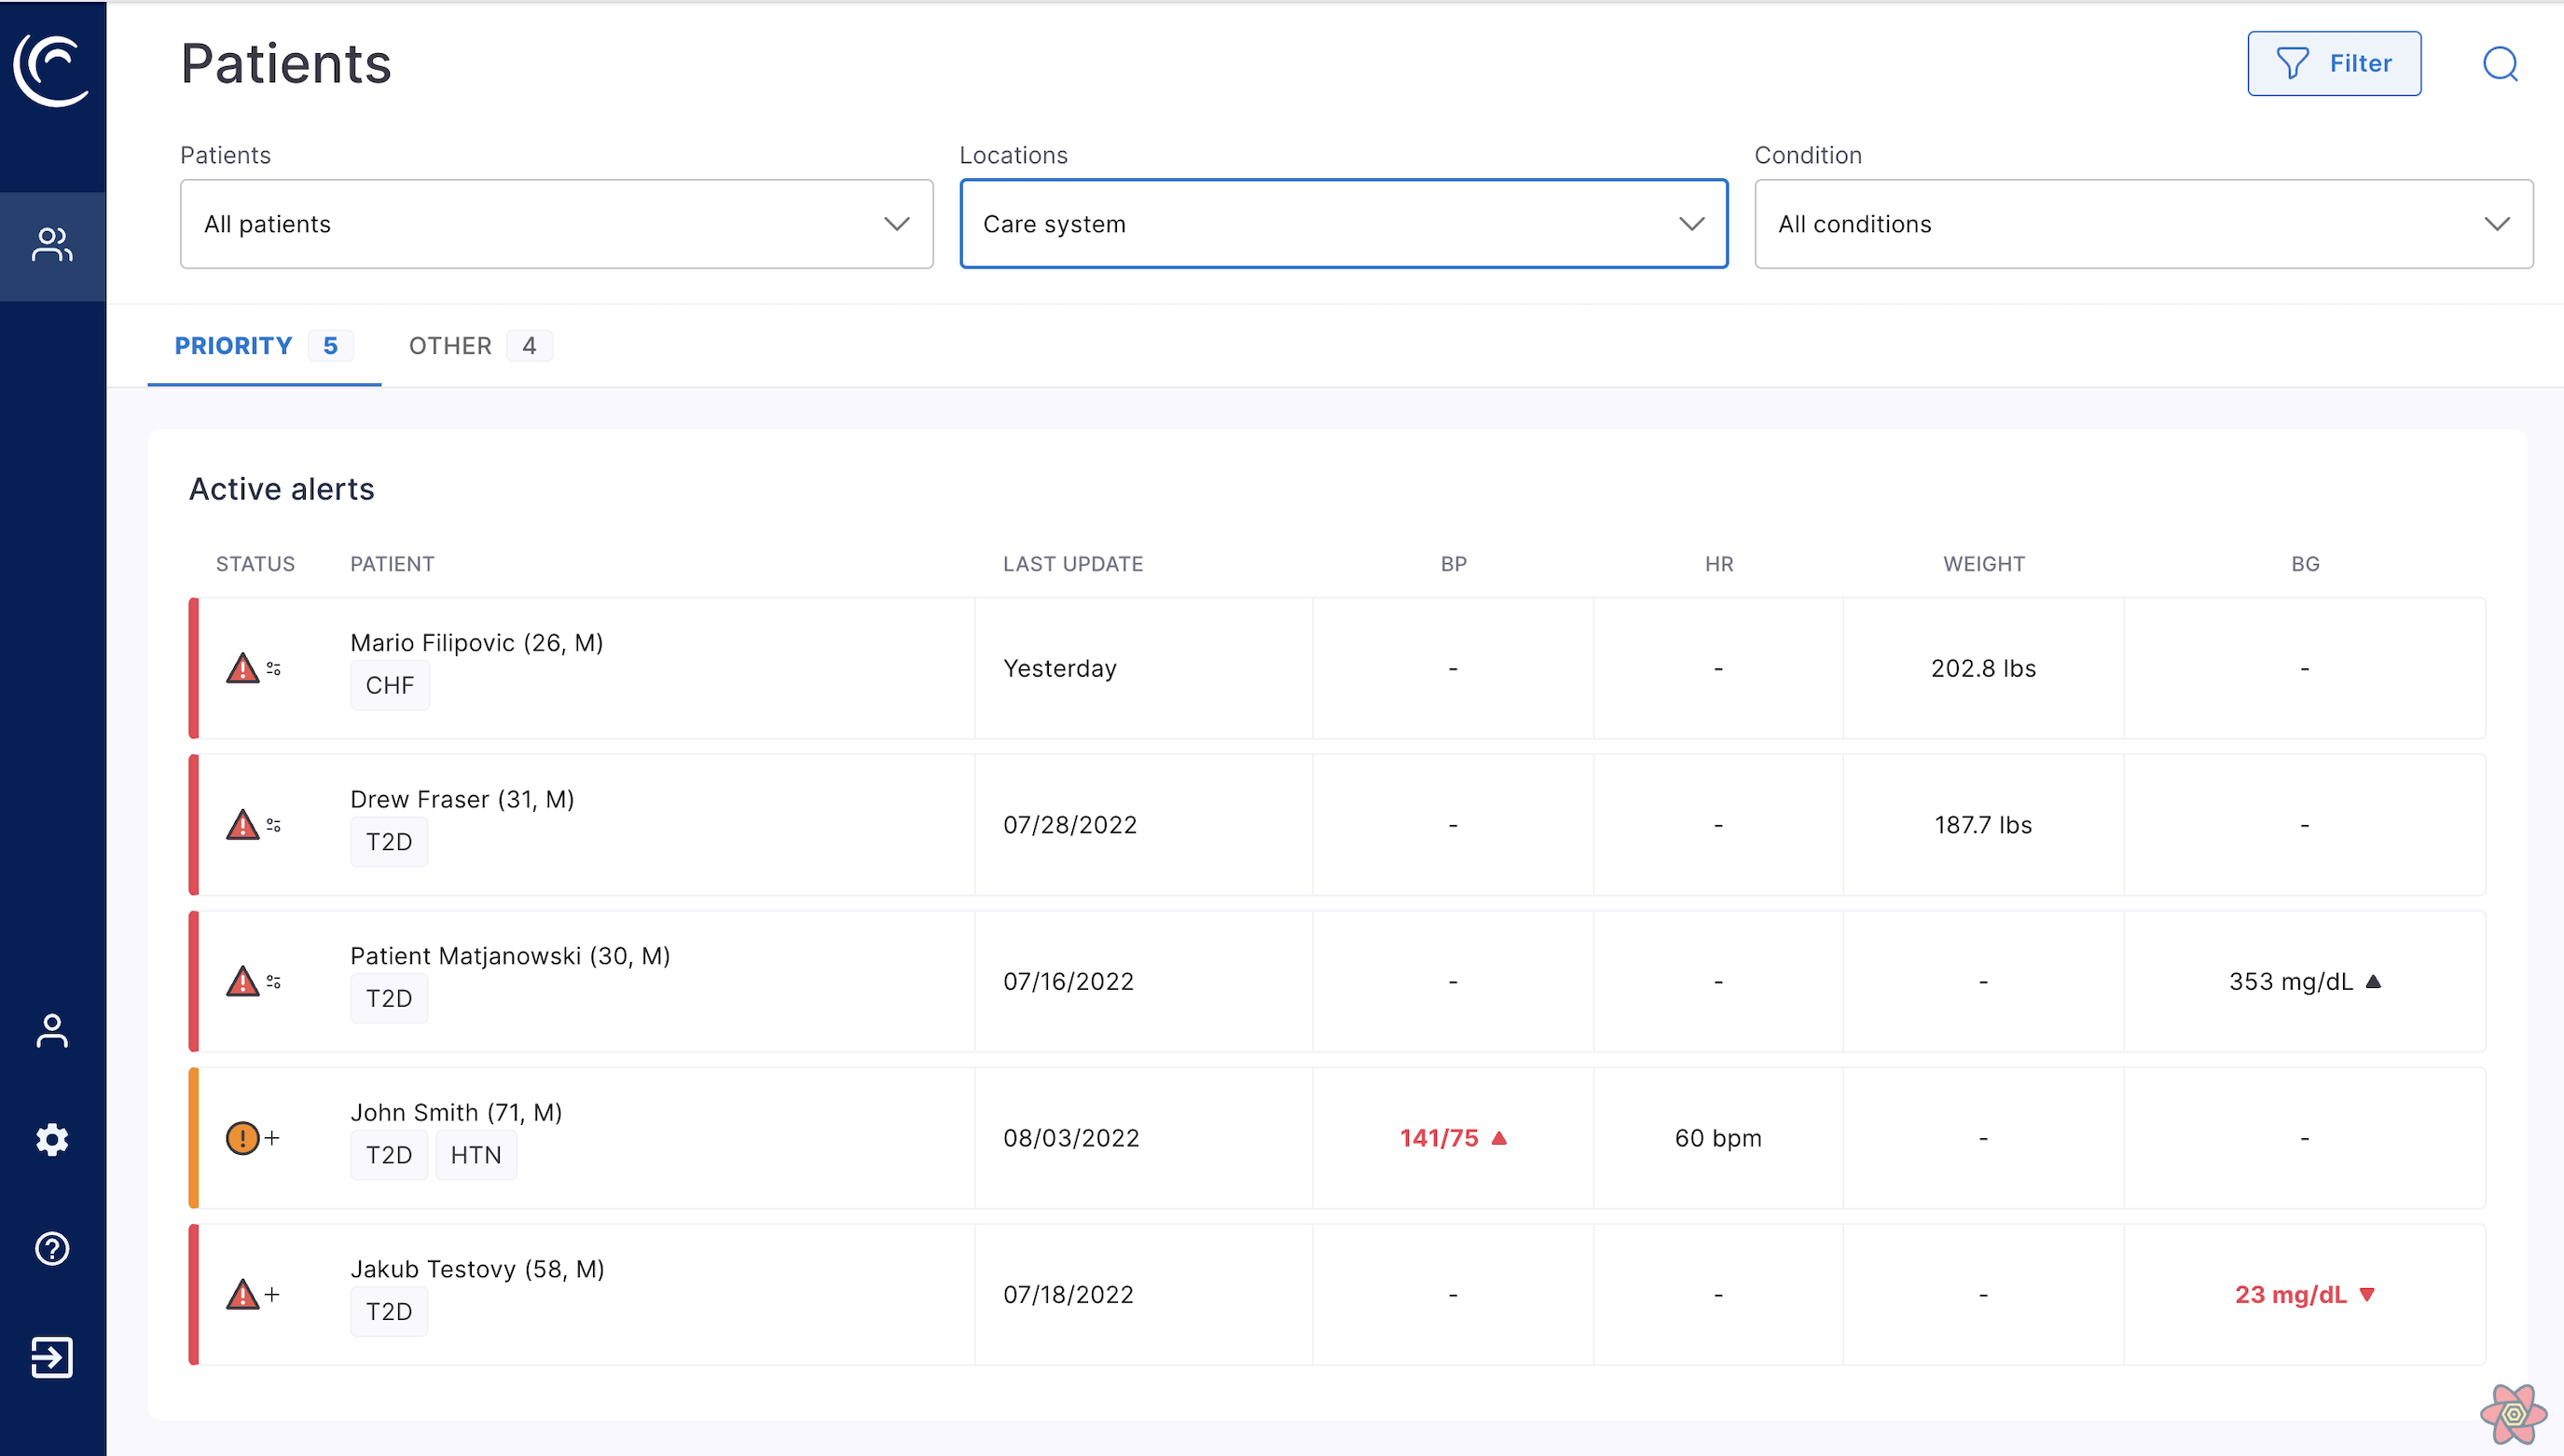 Patients
Filter
Patients
Locations
Condition
All patients
Care system
All conditions
PRIORITY 5
OTHER 4
Active alerts
STATUS PATIENT LAST UPDATE BP HR WEIGHT BG
Mario Filipovic (26, M)
CHF
Yesterday - - 202.8 lbs -
Drew Fraser (31, M)
T2D
07/28/2022 - - 187.7 lbs -
Patient Matjanowski (30, M)
T2D
07/16/2022 - - - 353 mg/dL ▲
John Smith (71, M)
T2D HTN
08/03/2022 141/75 ▲ 60 bpm - -
Jakub Testovy (58, M)
T2D
07/18/2022 - - - 23 mg/dL ▼